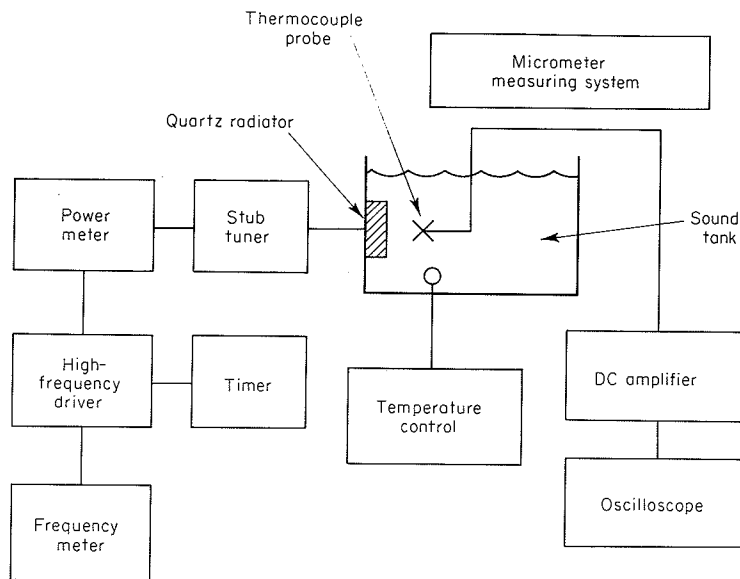 Thermocouple
probe
Micrometer
measuring system
Quartz radiator
Power
meter
Stub
tuner
Sound
tank
High-
frequency
driver
Timer
Temperature
control
DC amplifier
Frequency
meter
Oscilloscope